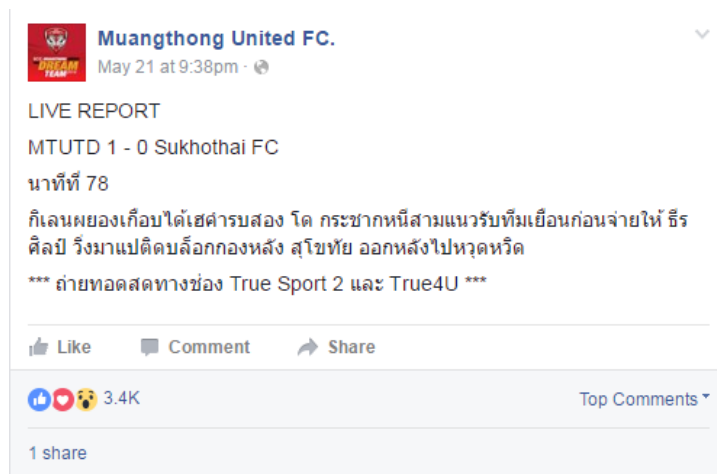 Muangthong United FC.
DREAM
TEAM
May 21 at 9:38pm ·
LIVE REPORT
MTUTD 1 - 0 Sukhothai FC
นาทีที่ 78
กิเลนผยองเกือบได้เฮคำรบสอง โด กระชากหนีสามแนวรับทีมเยือนก่อนจ่ายให้ ธีร
ศิลป์ วิ่งมาแปติดบล็อกกองหลัง สุโขทัย ออกหลังไปหวุดหวิด
*** ถ่ายทอดสดทางช่อง True Sport 2 และ True4U ***
Like Comment Share
3.4K Top Comments
1 share